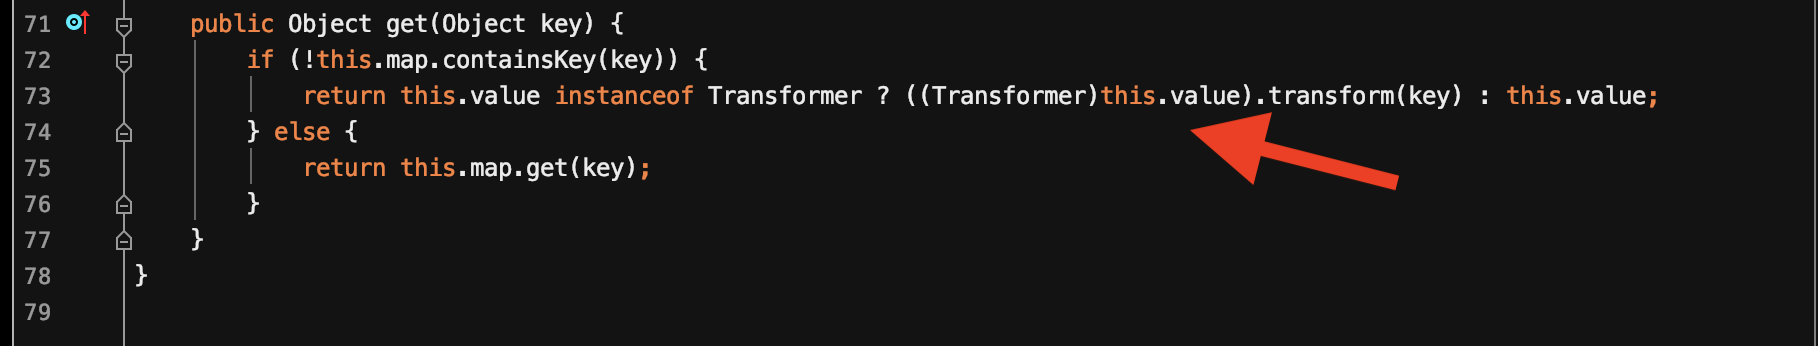 71 public Object get(Object key) {
72 if (!this.map.containsKey(key)) {
73 return this.value instanceof Transformer ? ((Transformer)this.value).transform(key) : this.value;
74 } else {
75 return this.map.get(key);
76 }
77 }
78 }
79